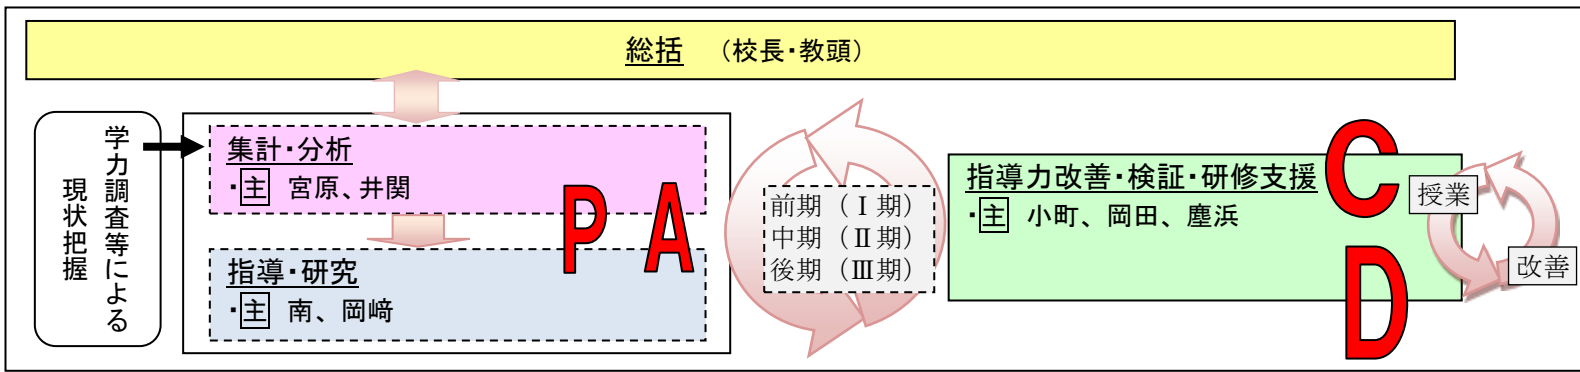 総括　（校長・教頭）
学力調査等による
現状把握
集計・分析
・主　宮原、井関
P A
指導・研究
・主　南、岡﨑
前期（Ⅰ期）
中期（Ⅱ期）
後期（Ⅲ期）
指導力改善・検証・研修支援
・主　小町、岡田、塵浜
C
D
授業
改善